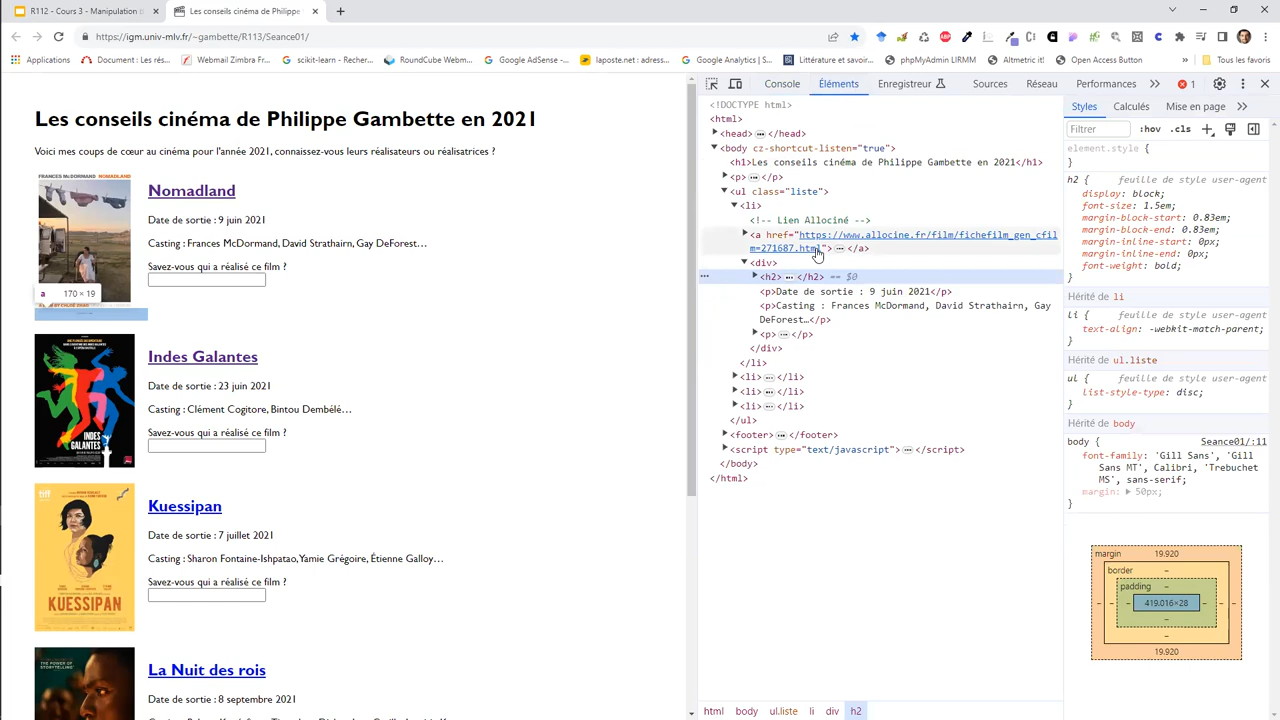 R112 - Cours 3 - Manipulation d
Les conseils cinéma de Philippe
https://igm.univ-mlv.fr/~gambette/R113/Seance01/
Applications
Document : Les rés...
Webmail Zimbra Fr...
scikit-learn - Recher...
RoundCube Webm...
Google AdSense - G...
laposte.net : adress...
Google Analytics |...
Littérature et savoir...
phpMyAdmin LIRMM
Altmetric it!
Open Access Button
Tous les favoris
Les conseils cinéma de Philippe Gambette en 2021
Voici mes coups de cœur au cinéma pour l'année 2021, connaissez-vous leurs réalisateurs ou réalisatrices ?
FRANCES McDORMAND NOMADLAND
Nomadland
Date de sortie : 9 juin 2021
Casting : Frances McDormand, David Strathairn, Gay DeForest…
Savez-vous qui a réalisé ce film ?
a 170 × 19
Indes Galantes
Date de sortie : 23 juin 2021
Casting : Clément Cogitore, Bintou Dembélé…
Savez-vous qui a réalisé ce film ?
INDES
GALANTES
Kuessipan
Date de sortie : 7 juillet 2021
Casting : Sharon Fontaine-Ishpatao, Yamie Grégoire, Étienne Galloy…
Savez-vous qui a réalisé ce film ?
tiff
KUESSIPAN
La Nuit des rois
Date de sortie : 8 septembre 2021
THE POWER OF
STORYTELLING
Console
Éléments
Enregistreur
Sources
Réseau
Performances
1
<!DOCTYPE html>
<html>
<head> … </head>
<body cz-shortcut-listen="true">
<h1>Les conseils cinéma de Philippe Gambette en 2021</h1>
<p> … </p>
<ul class="liste">
<li>
<!-- Lien Allociné -->
<a href="https://www.allocine.fr/film/fichefilm_gen_cfil
m=271687.html"> … </a>
<div>
<h2> … </h2> == $0
<p>Date de sortie : 9 juin 2021</p>
<p>Casting : Frances McDormand, David Strathairn, Gay
DeForest…</p>
<p> … </p>
</div>
</li>
<li> … </li>
<li> … </li>
<li> … </li>
</ul>
<footer> … </footer>
<script type="text/javascript"> … </script>
</body>
</html>
html body ul.liste li div h2
Styles
Calculés
Mise en page
Filtrer
:hov
.cls
element.style {
}
h2 { feuille de style user-agent
display: block;
font-size: 1.5em;
margin-block-start: 0.83em;
margin-block-end: 0.83em;
margin-inline-start: 0px;
margin-inline-end: 0px;
font-weight: bold;
}
Hérité de li
li { feuille de style user-agent
text-align: -webkit-match-parent;
}
Hérité de ul.liste
ul { feuille de style user-agent
list-style-type: disc;
}
Hérité de body
body { Seance01/:11
font-family: 'Gill Sans', 'Gill
Sans MT', Calibri, 'Trebuchet
MS', sans-serif;
margin: 50px;
}
margin 19.920
border –
padding –
– – – 419.016×28 – – –
–
–
19.920